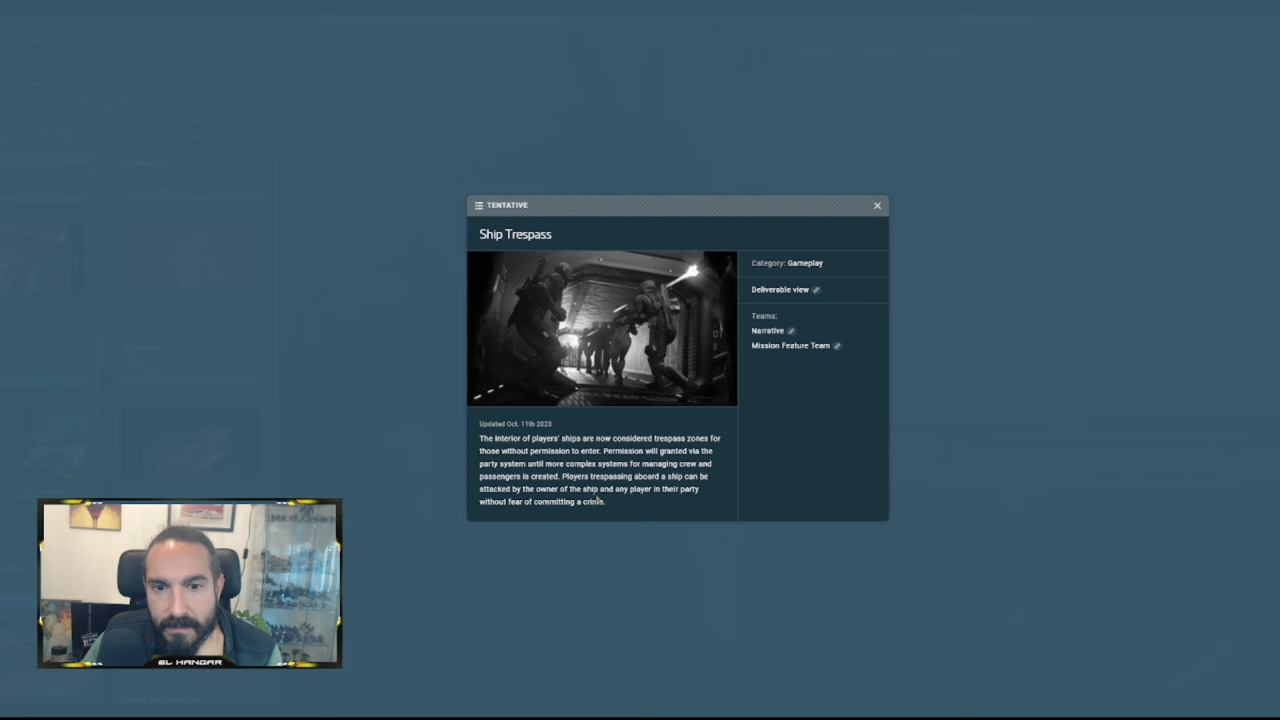 TENTATIVE
Ship Trespass
Category: Gameplay
Deliverable view
Teams:
Narrative
Mission Feature Team
Updated Oct. 11th 2023
The interior of players' ships are now considered trespass zones for
those without permission to enter. Permission will granted via the
party system until more complex systems for managing crew and
passengers is created. Players trespassing aboard a ship can be
attacked by the owner of the ship and any player in their party
without fear of committing a crime.
EL HANGAR